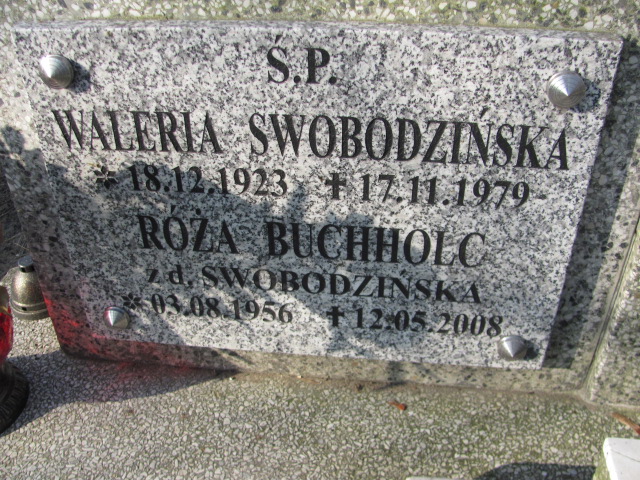 Ś.P.
WALERIA SWOBODZIŃSKA
* 18.12.1923 ✝ 17.11.1979
RÓŻA BUCHHOLC
z d. SWOBODZIŃSKA
* 03.08.1956 ✝ 12.05.2008